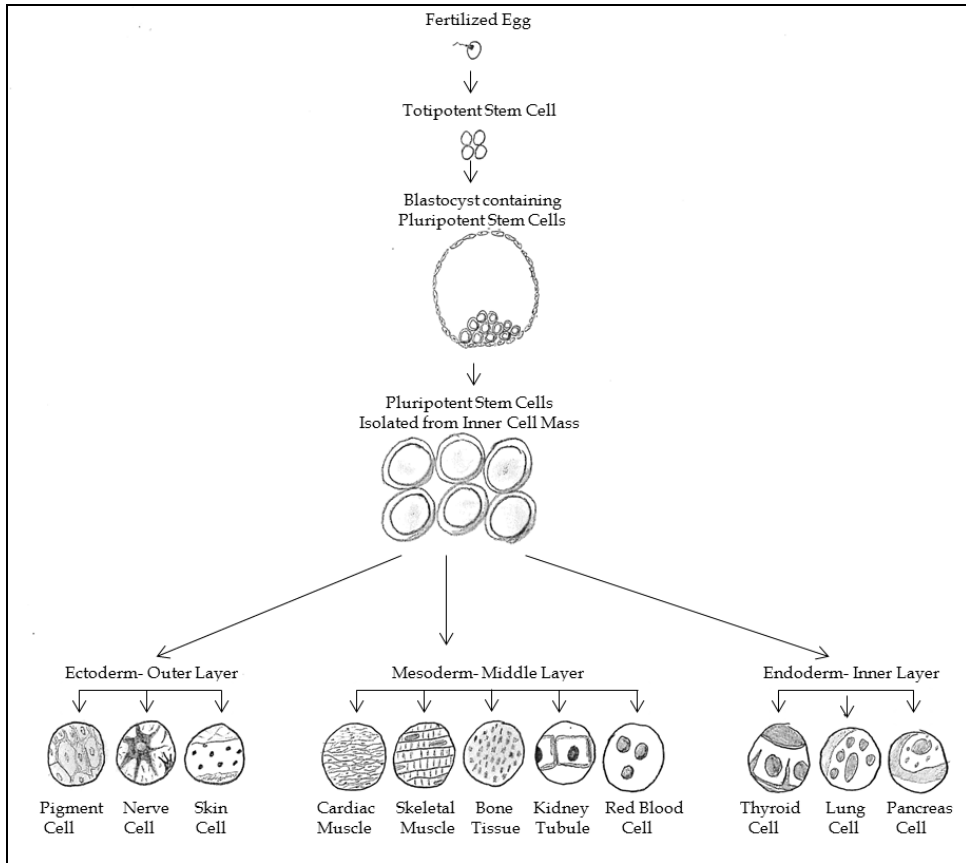 Fertilized Egg
Totipotent Stem Cell
Blastocyst containing
Pluripotent Stem Cells
Pluripotent Stem Cells
Isolated from Inner Cell Mass
Ectoderm- Outer Layer
Mesoderm- Middle Layer
Endoderm- Inner Layer
Pigment
Cell
Nerve
Cell
Skin
Cell
Cardiac
Muscle
Skeletal
Muscle
Bone
Tissue
Kidney
Tubule
Red Blood
Cell
Thyroid
Cell
Lung
Cell
Pancreas
Cell